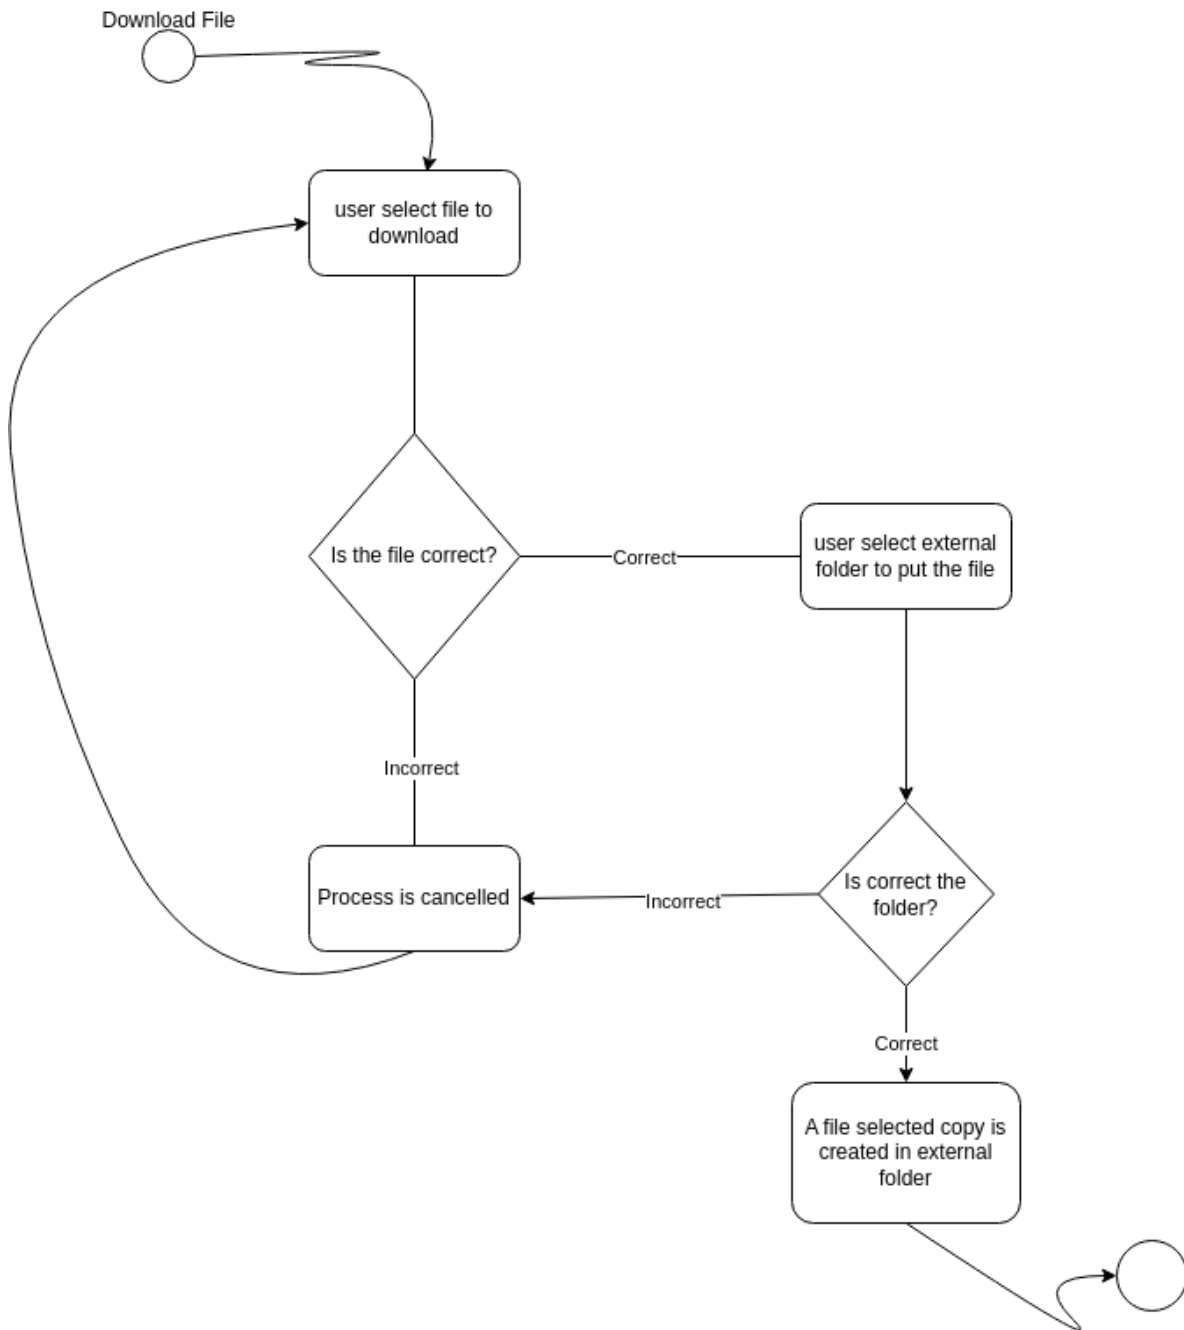 Download File
user select file to
download
Is the file correct?
Correct
user select external
folder to put the file
Incorrect
Process is cancelled
Incorrect
Is correct the
folder?
Correct
A file selected copy is
created in external
folder